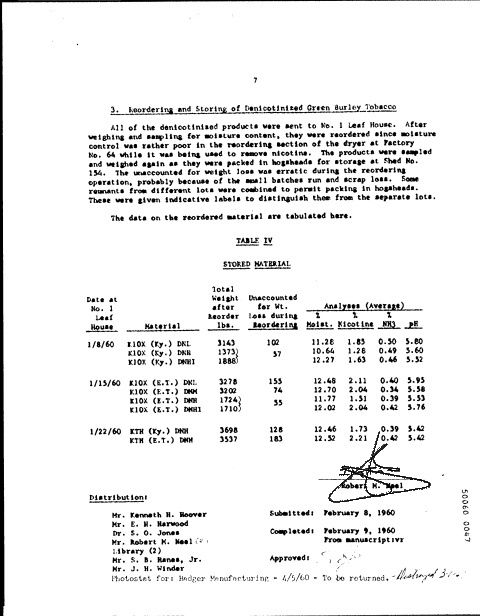 7
3. Reordering and Storing of Denicotinized Green Burley Tobacco
All of the denicotinized products were sent to No. 1 Leaf House. After
weighing and sampling for moisture content, they were reordered since moisture
control was rather poor in the reordering section of the dryer at Factory
No. 64 while it was being used to remove nicotine. The products were sampled
and weighed again as they were packed in hogsheads for storage at Shed No.
154. The unaccounted for weight loss was erratic during the reordering
operation, probably because of the small batches run and scrap loss. Some
remnants from different lots were combined to permit packing in hogsheads.
These were given indicative labels to distinguish them from the separate lots.
The data on the reordered material are tabulated here.
TABLE IV
STORED MATERIAL
Date at No. 1 Leaf House Material Total Weight after Reorder lbs. Unaccounted for Wt. Loss during Reordering Analyses (Average) % Moist. % Nicotine % NH3 pH
1/8/60 K10X (Ky.) DNL 3143 102 11.28 1.83 0.50 5.80
K10X (Ky.) DNR 1373) 57 10.64 1.28 0.49 5.60
K10X (Ky.) DNHI 1888) 12.27 1.63 0.46 5.52
1/15/60 K10X (E.T.) DNL 3278 155 12.48 2.11 0.40 5.95
K10X (E.T.) DNM 3202 74 12.70 2.04 0.34 5.58
K10X (E.T.) DNH 1724) 55 11.77 1.51 0.39 5.53
K10X (E.T.) DNHI 1710) 12.02 2.04 0.42 5.76
1/22/60 KTH (Ky.) DNH 3698 128 12.46 1.73 0.39 5.42
KTH (E.T.) DNH 3537 183 12.52 2.21 0.42 5.42
Robert M. Neel
Distribution:
Mr. Kenneth H. Hoover
Mr. E. H. Harwood
Dr. S. O. Jones
Mr. Robert M. Neel
Library (2)
Mr. S. B. Hanes, Jr.
Mr. J. H. Winder
Submitted: February 8, 1960
Completed: February 9, 1960
From manuscript:vr
Approved:
Photostat for: Hadger Manufacturing - 4/5/60 - To be returned. - Destroyed
50060 0047